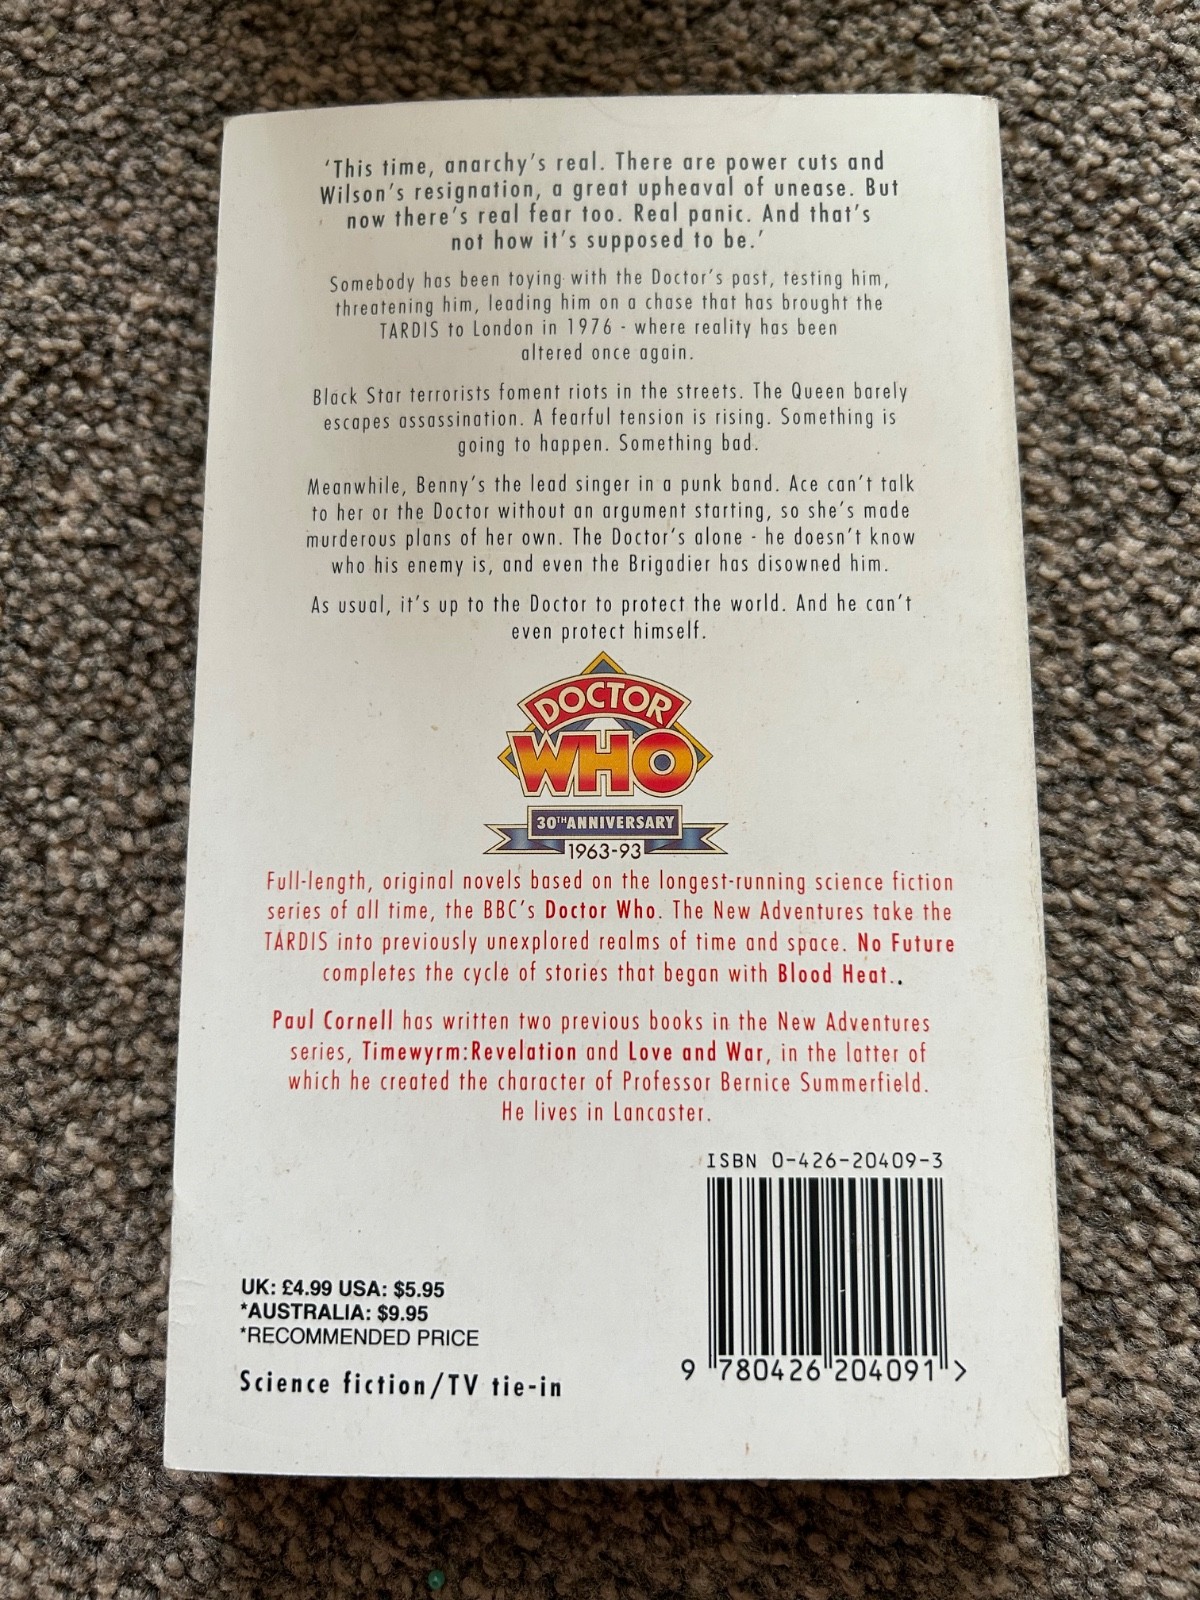 ‘This time, anarchy’s real. There are power cuts and
Wilson’s resignation, a great upheaval of unease. But
now there’s real fear too. Real panic. And that’s
not how it’s supposed to be.’
Somebody has been toying with the Doctor’s past, testing him,
threatening him, leading him on a chase that has brought the
TARDIS to London in 1976 - where reality has been
altered once again.
Black Star terrorists foment riots in the streets. The Queen barely
escapes assassination. A fearful tension is rising. Something is
going to happen. Something bad.
Meanwhile, Benny’s the lead singer in a punk band. Ace can’t talk
to her or the Doctor without an argument starting, so she’s made
murderous plans of her own. The Doctor’s alone - he doesn’t know
who his enemy is, and even the Brigadier has disowned him.
As usual, it’s up to the Doctor to protect the world. And he can’t
even protect himself.
DOCTOR
WHO
30TH ANNIVERSARY
1963-93
Full-length, original novels based on the longest-running science fiction
series of all time, the BBC’s Doctor Who. The New Adventures take the
TARDIS into previously unexplored realms of time and space. No Future
completes the cycle of stories that began with Blood Heat..
Paul Cornell has written two previous books in the New Adventures
series, Timewyrm:Revelation and Love and War, in the latter of
which he created the character of Professor Bernice Summerfield.
He lives in Lancaster.
ISBN 0-426-20409-3
UK: £4.99 USA: $5.95
*AUSTRALIA: $9.95
*RECOMMENDED PRICE
Science fiction/TV tie-in
9 780426 204091 >